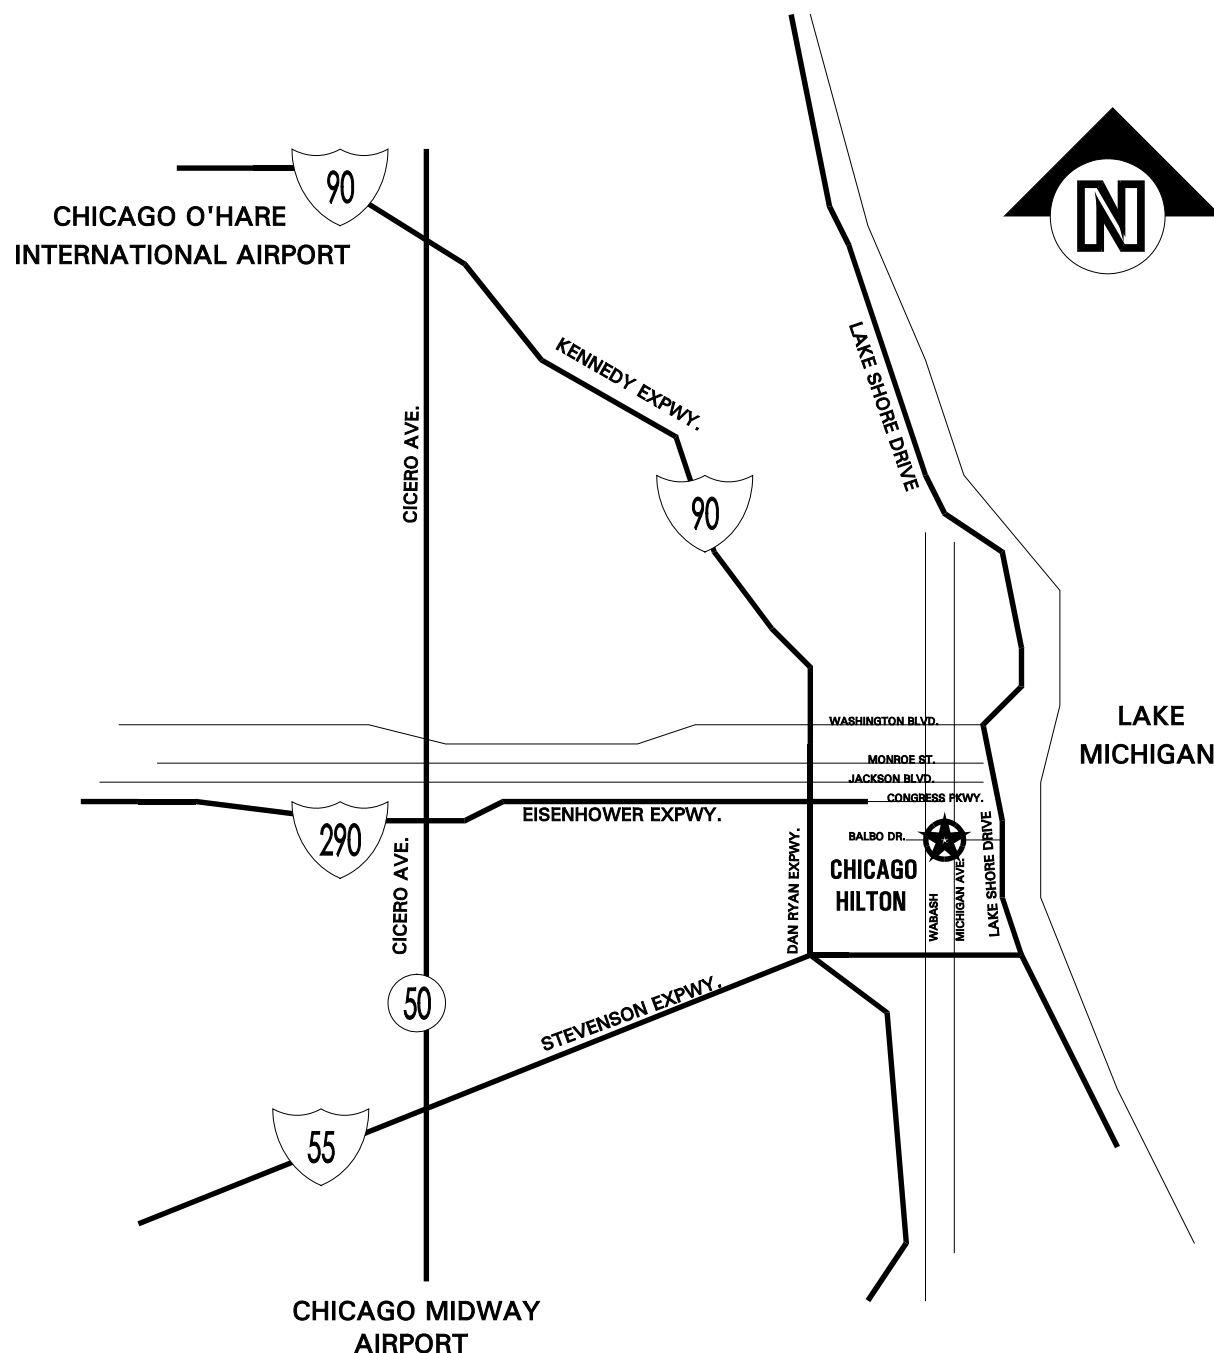 90
N
CHICAGO O'HARE
INTERNATIONAL AIRPORT
LAKE SHORE DRIVE
KENNEDY EXPWY.
CICERO AVE.
90
LAKE
MICHIGAN
WASHINGTON BLVD.
MONROE ST.
JACKSON BLVD.
CONGRESS PKWY.
EISENHOWER EXPWY.
290
BALBO DR.
CHICAGO
HILTON
CICERO AVE.
DAN RYAN EXPWY.
WABASH
MICHIGAN AVE.
LAKE SHORE DRIVE
50
STEVENSON EXPWY.
55
CHICAGO MIDWAY
AIRPORT